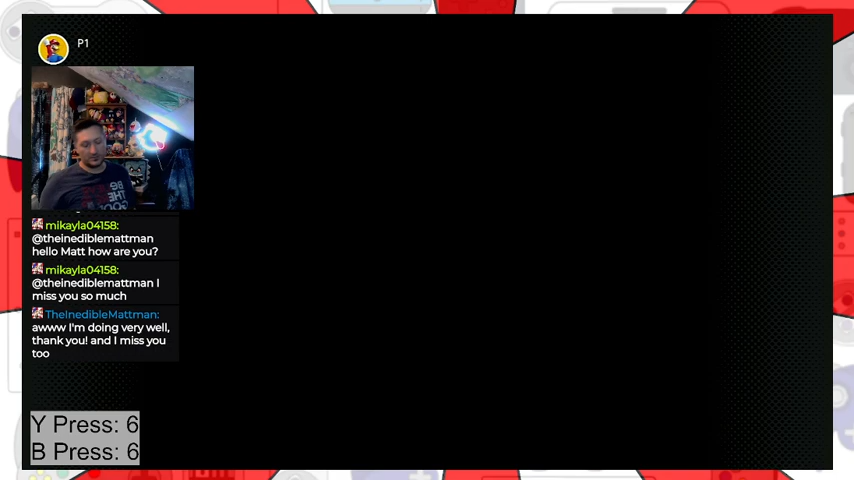 P1
mikayla04158:
@theinediblemattman
hello Matt how are you?
mikayla04158:
@theinediblemattman I
miss you so much
TheInedibleMattman:
awww I'm doing very well,
thank you! and I miss you
too
Y Press: 6
B Press: 6